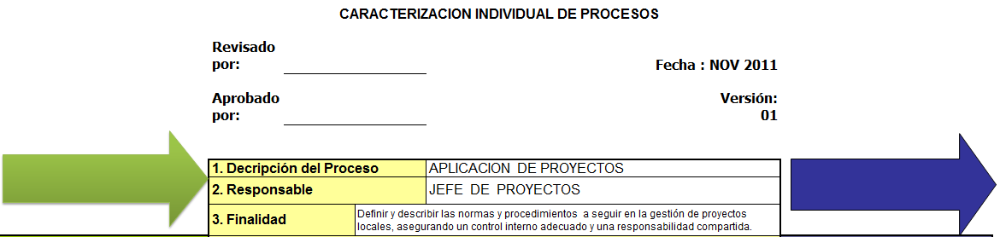 CARACTERIZACION INDIVIDUAL DE PROCESOS
Revisado
por:
Fecha : NOV 2011
Aprobado
por:
Versión:
01
1. Decripción del Proceso APLICACION DE PROYECTOS
2. Responsable JEFE DE PROYECTOS
3. Finalidad
Definir y describir las normas y procedimientos a seguir en la gestión de proyectos
locales, asegurando un control interno adecuado y una responsabilidad compartida.